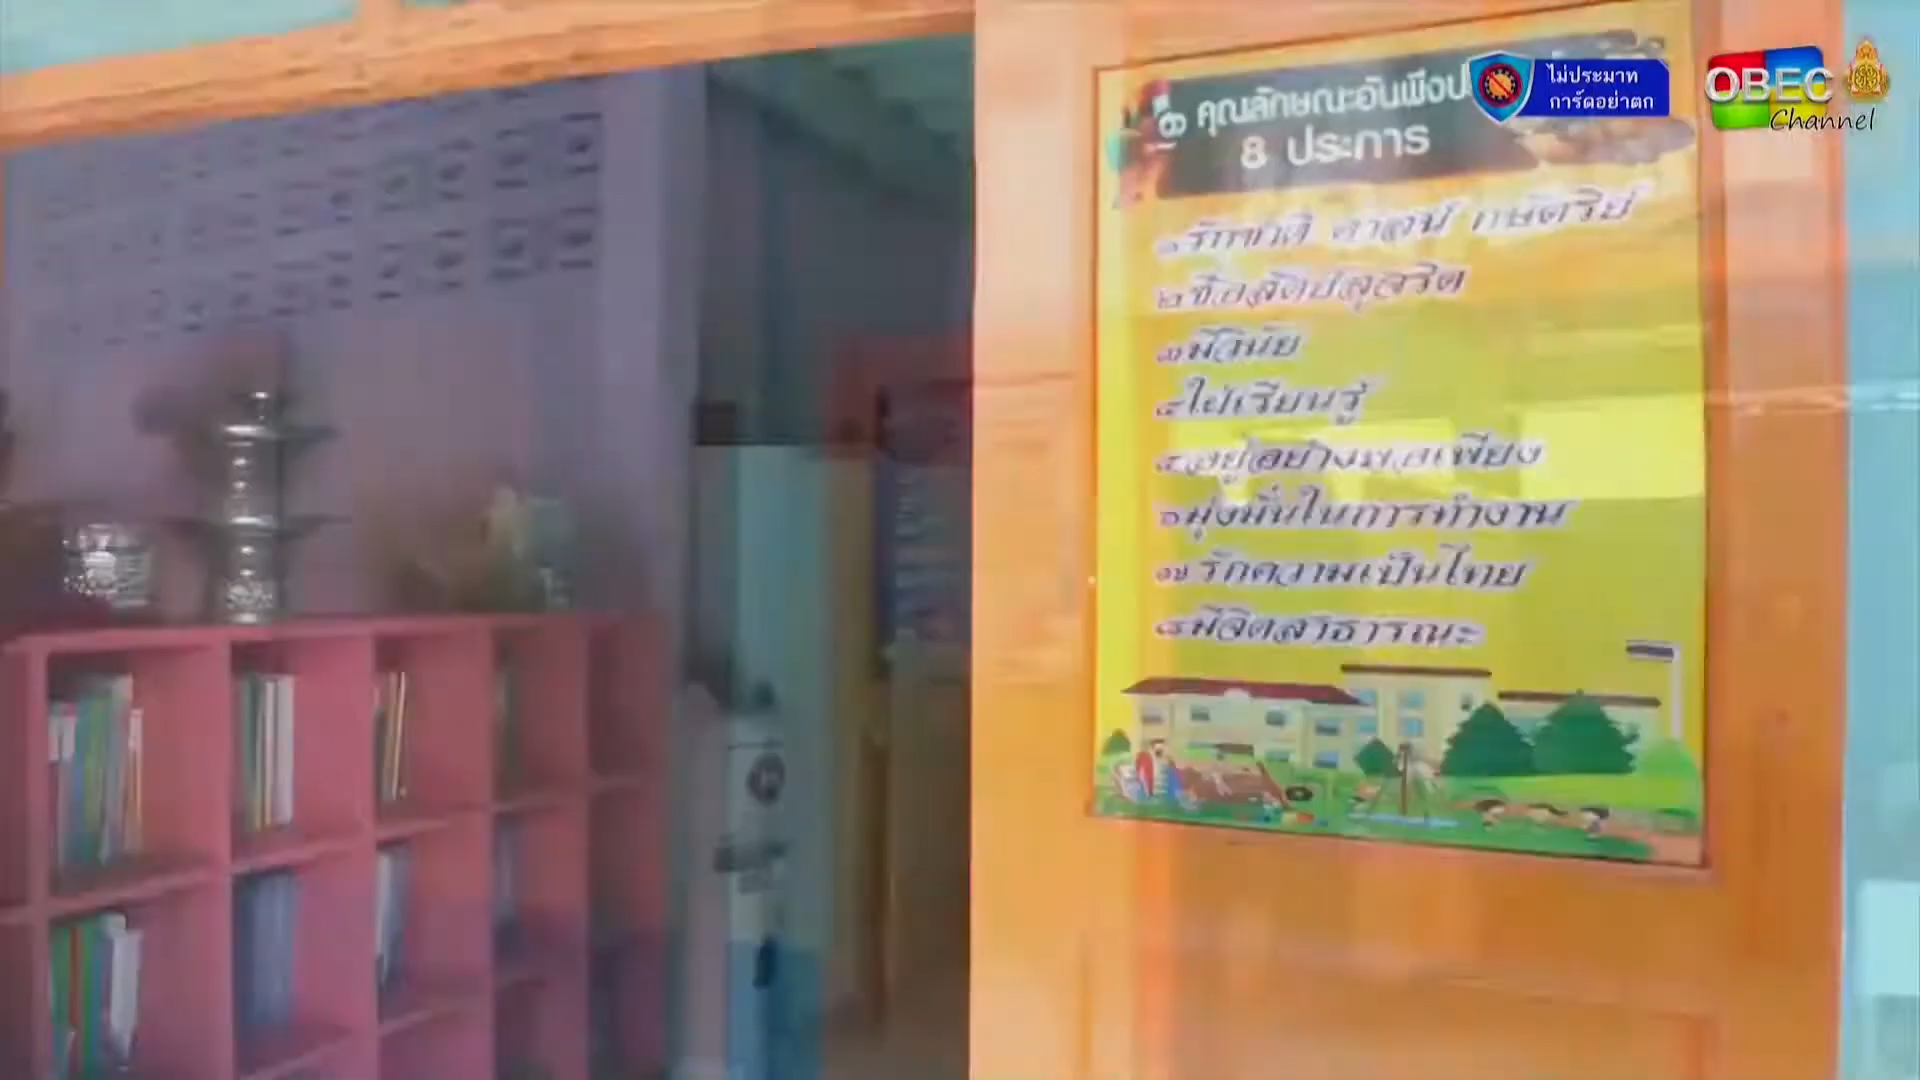 คุณลักษณะอันพึงป
8 ประการ
๑ รักชาติ ศาสน์ กษัตริย์
๒ ซื่อสัตย์สุจริต
๓ มีวินัย
๔ ใฝ่เรียนรู้
๕ อยู่อย่างพอเพียง
๖ มุ่งมั่นในการทำงาน
๗ รักความเป็นไทย
๘ มีจิตสาธารณะ
ไม่ประมาท
การ์ดอย่าตก
OBEC
Channel